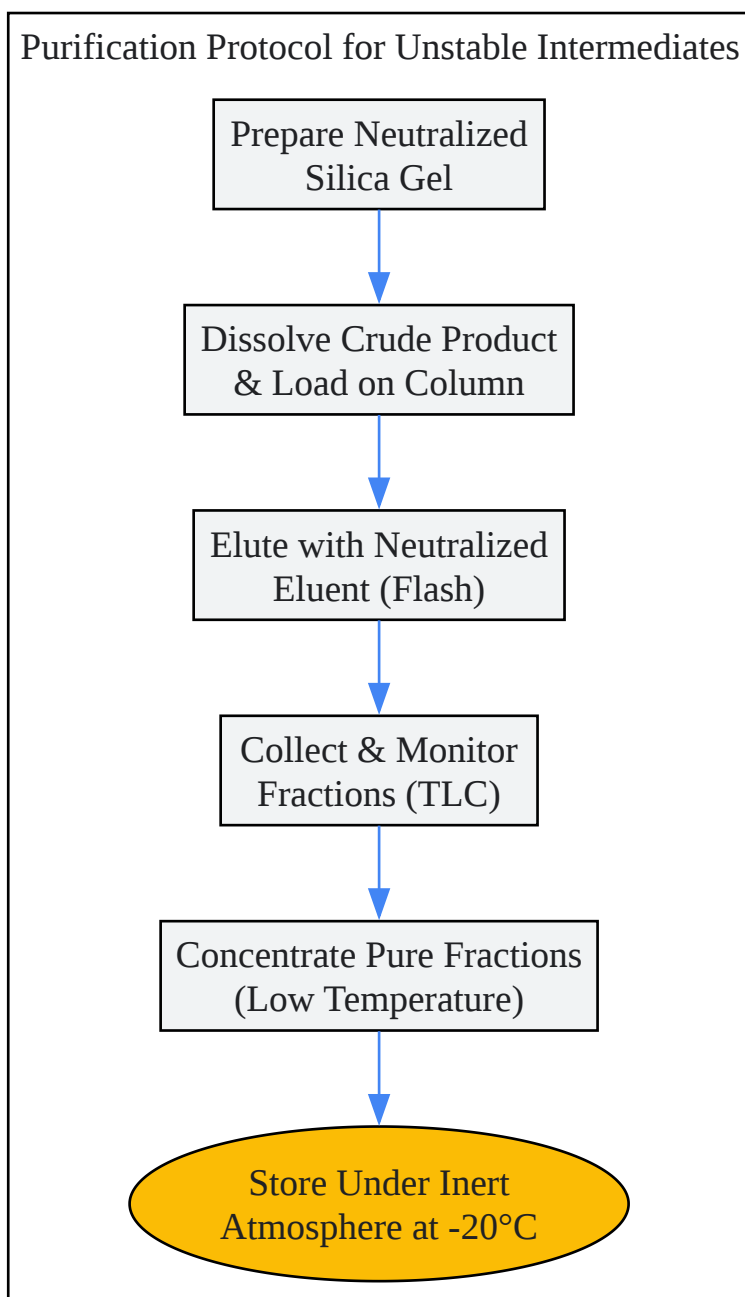 Purification Protocol for Unstable Intermediates
Prepare Neutralized
Silica Gel
Dissolve Crude Product
& Load on Column
Elute with Neutralized
Eluent (Flash)
Collect & Monitor
Fractions (TLC)
Concentrate Pure Fractions
(Low Temperature)
Store Under Inert
Atmosphere at -20°C